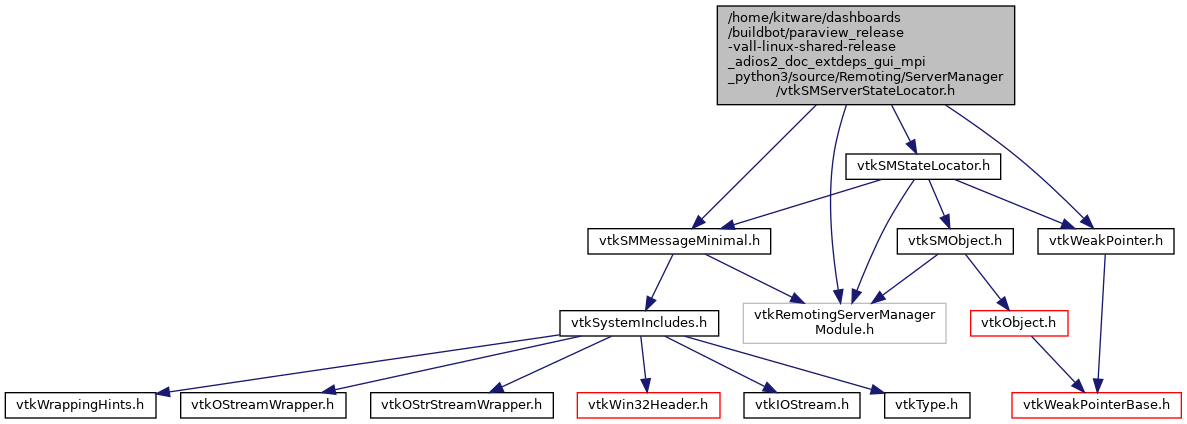 /home/kitware/dashboards
/buildbot/paraview_release
-vall-linux-shared-release
_adios2_doc_extdeps_gui_mpi
_python3/source/Remoting/ServerManager
/vtkSMServerStateLocator.h
vtkSMStateLocator.h
vtkSMMessageMinimal.h
vtkSMObject.h
vtkWeakPointer.h
vtkSystemIncludes.h
vtkRemotingServerManager
Module.h
vtkObject.h
vtkWrappingHints.h
vtkOStreamWrapper.h
vtkOStrStreamWrapper.h
vtkWin32Header.h
vtkIOStream.h
vtkType.h
vtkWeakPointerBase.h